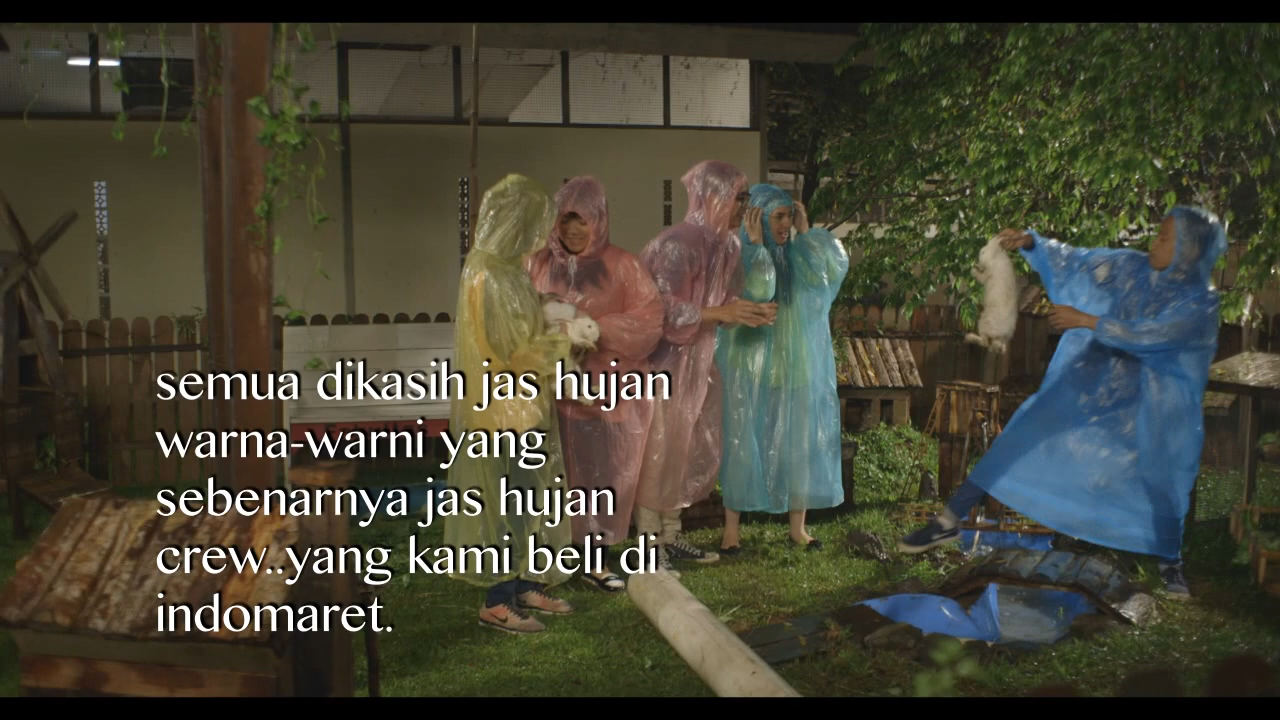 semua dikasih jas hujan
warna-warni yang
sebenarnya jas hujan
crew..yang kami beli di
indomaret.